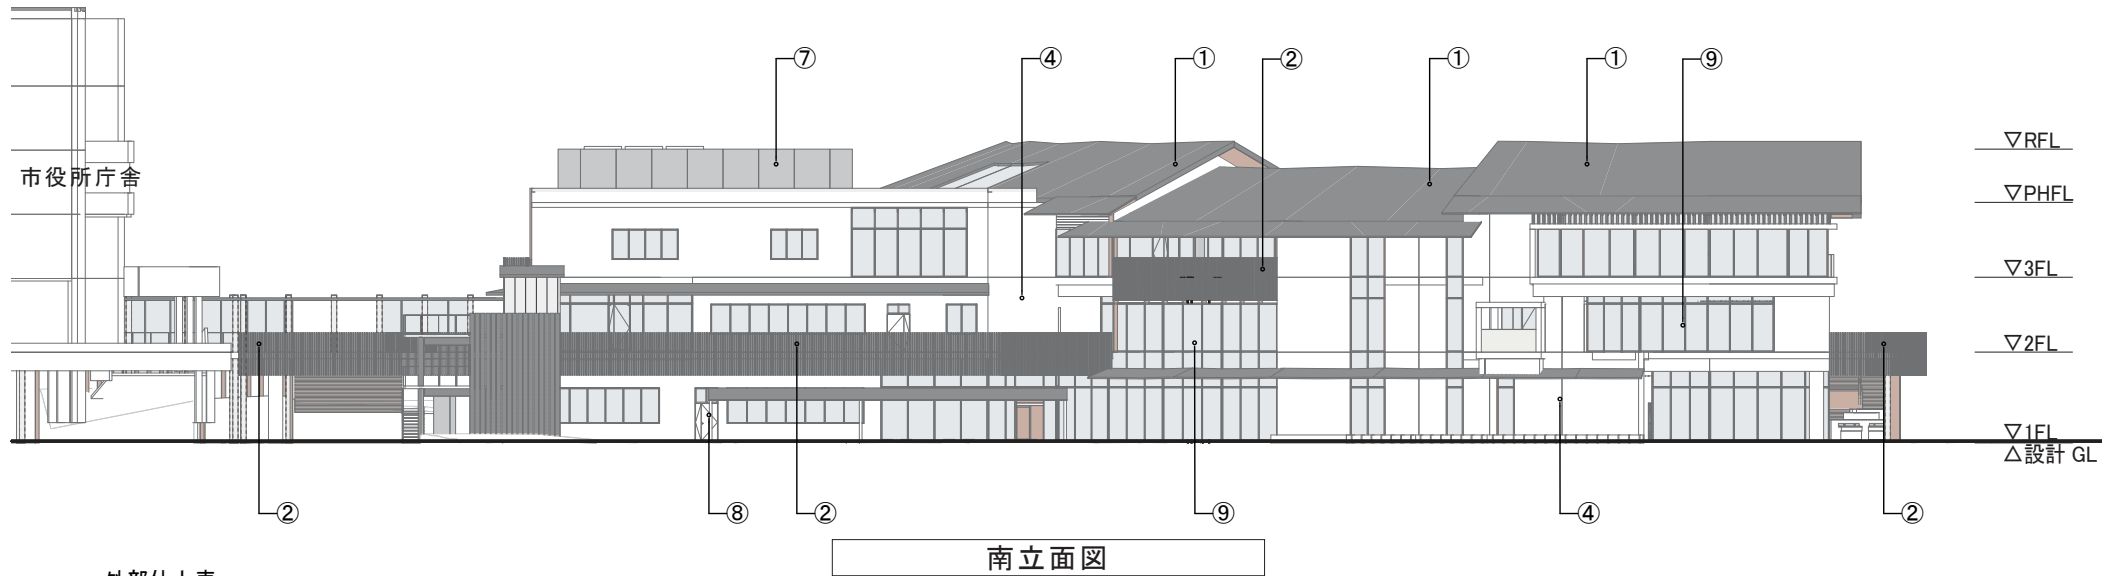 ⑦ ④ ① ② ① ① ⑨
▽RFL
市役所庁舎
▽PHFL
▽3FL
▽2FL
▽1FL
△設計 GL
② ⑧ ② ⑨ ④ ②
南立面図